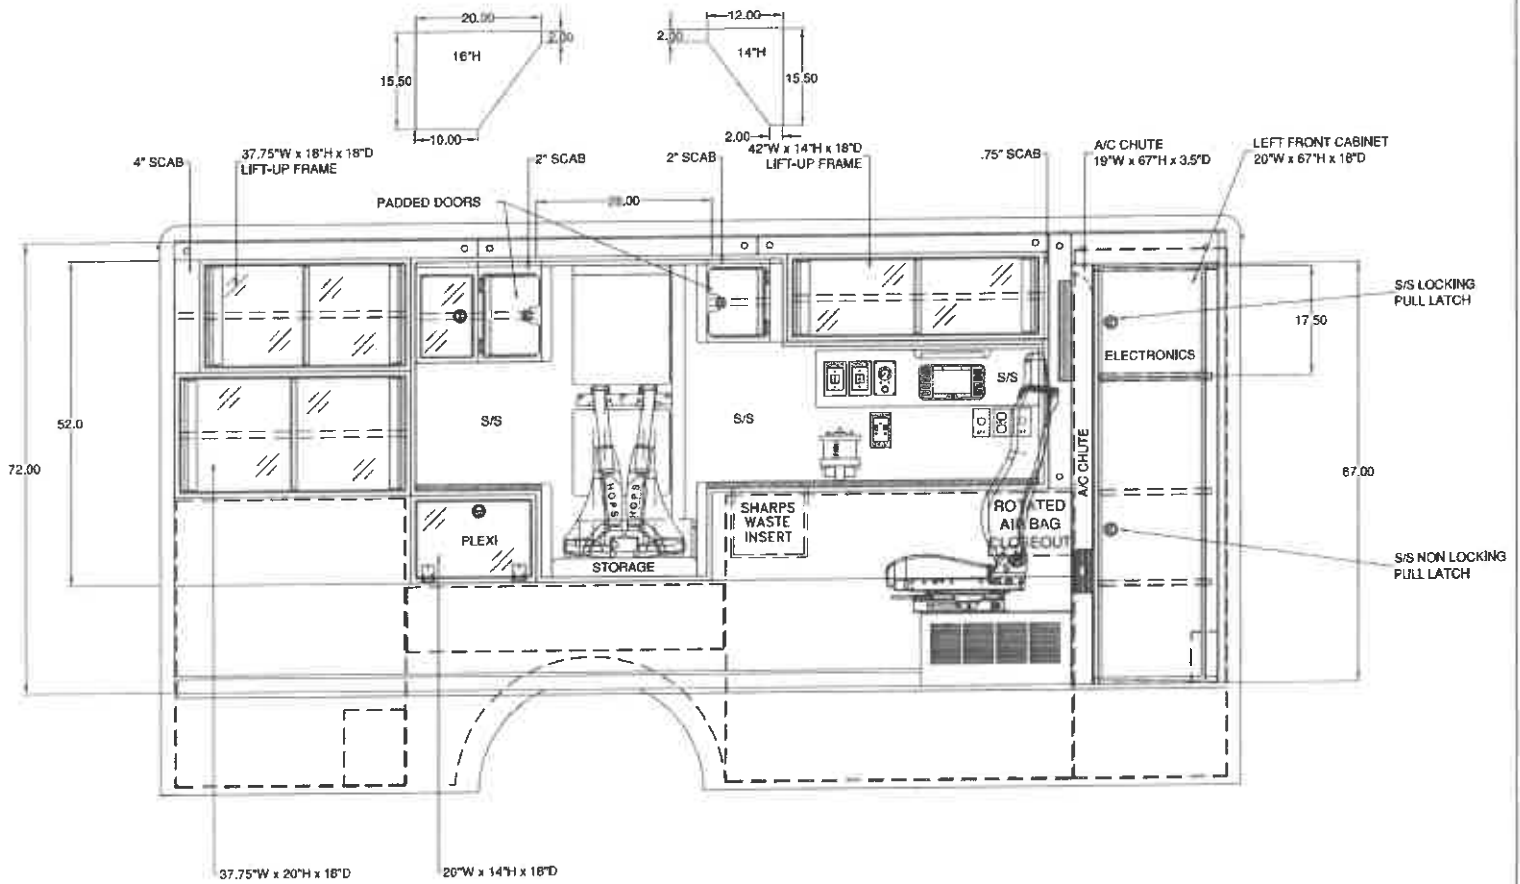 20.00
2.00
16"H
15.50
10.00
12.00
2.00
14"H
15.50
2.00
4" SCAB
37.75"W x 18"H x 18"D
LIFT-UP FRAME
2" SCAB
2" SCAB
42"W x 14"H x 18"D
LIFT-UP FRAME
.75" SCAB
A/C CHUTE
19"W x 67"H x 3.5"D
LEFT FRONT CABINET
20"W x 67"H x 18"D
PADDED DOORS
S/S LOCKING
PULL LATCH
17.50
ELECTRONICS
S/S
S/S
S/S
52.0
72.00
A/C CHUTE
67.00
HOPS
HOPS
SHARPS
WASTE
INSERT
ROTATED
AIR BAG
CLOSEOUT
PLEXI
STORAGE
S/S NON LOCKING
PULL LATCH
37.75"W x 20"H x 18"D
20"W x 14"H x 18"D